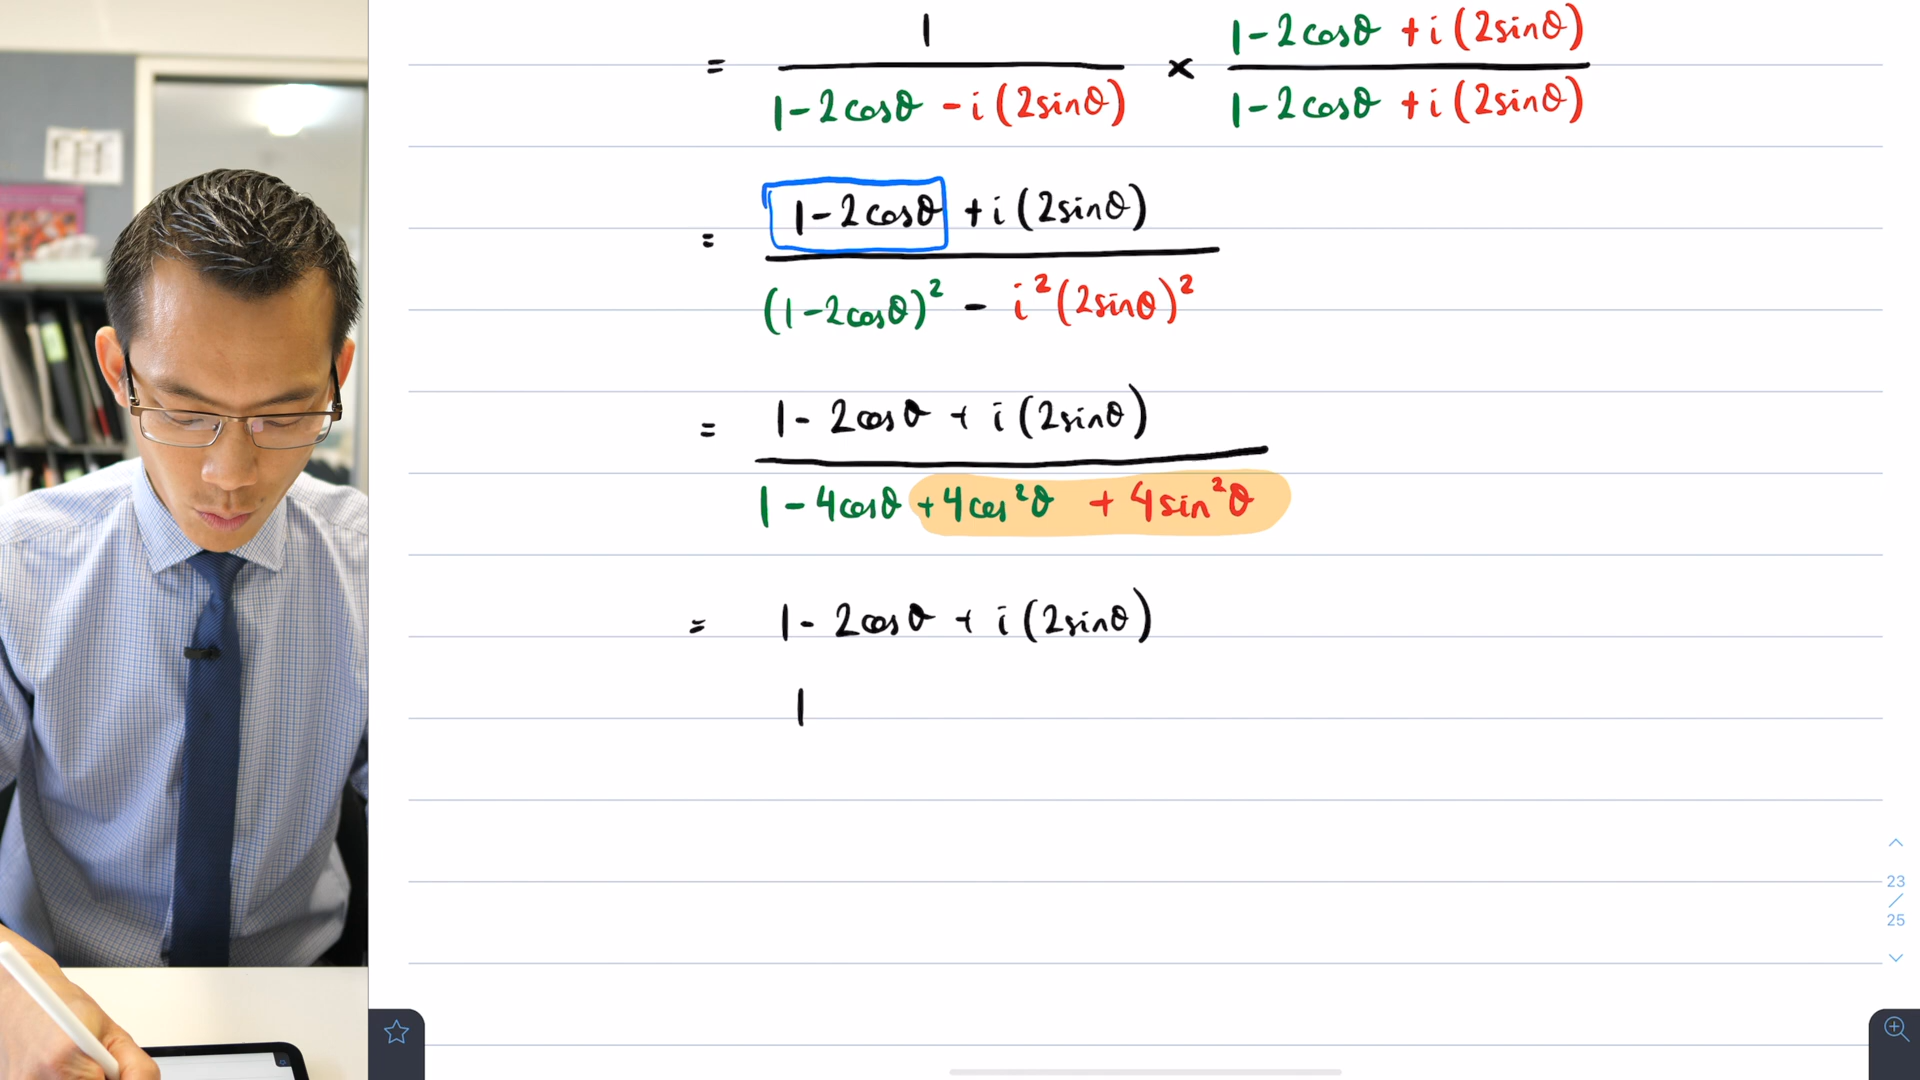 = 1 / 1-2cosθ - i(2sinθ) × 1-2cosθ + i(2sinθ) / 1-2cosθ + i(2sinθ)
= 1-2cosθ + i(2sinθ)
(1-2cosθ)² - i²(2sinθ)²
= 1- 2cosθ + i(2sinθ)
1 - 4cosθ + 4cos²θ + 4sin²θ
= 1- 2cosθ + i(2sinθ)
1
23
/
25